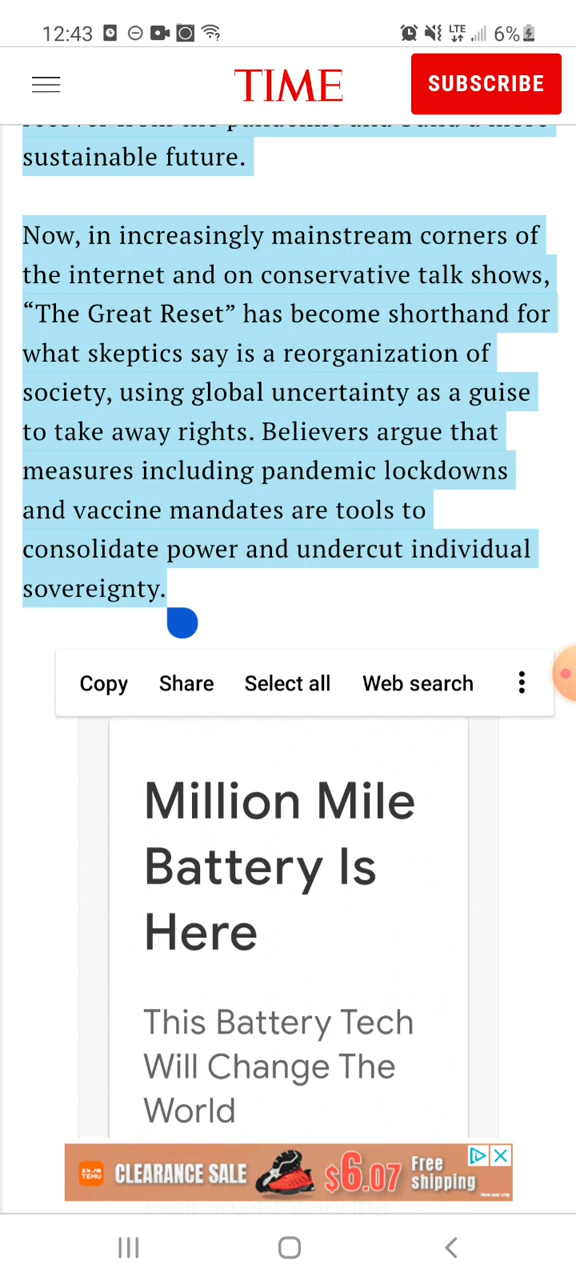 12:43
LTE
6%
TIME
SUBSCRIBE
sustainable future.
Now, in increasingly mainstream corners of
the internet and on conservative talk shows,
“The Great Reset” has become shorthand for
what skeptics say is a reorganization of
society, using global uncertainty as a guise
to take away rights. Believers argue that
measures including pandemic lockdowns
and vaccine mandates are tools to
consolidate power and undercut individual
sovereignty.
Copy Share Select all Web search
Million Mile
Battery Is
Here
This Battery Tech
Will Change The
World
TEMU
CLEARANCE SALE
$6.07
Free
shipping